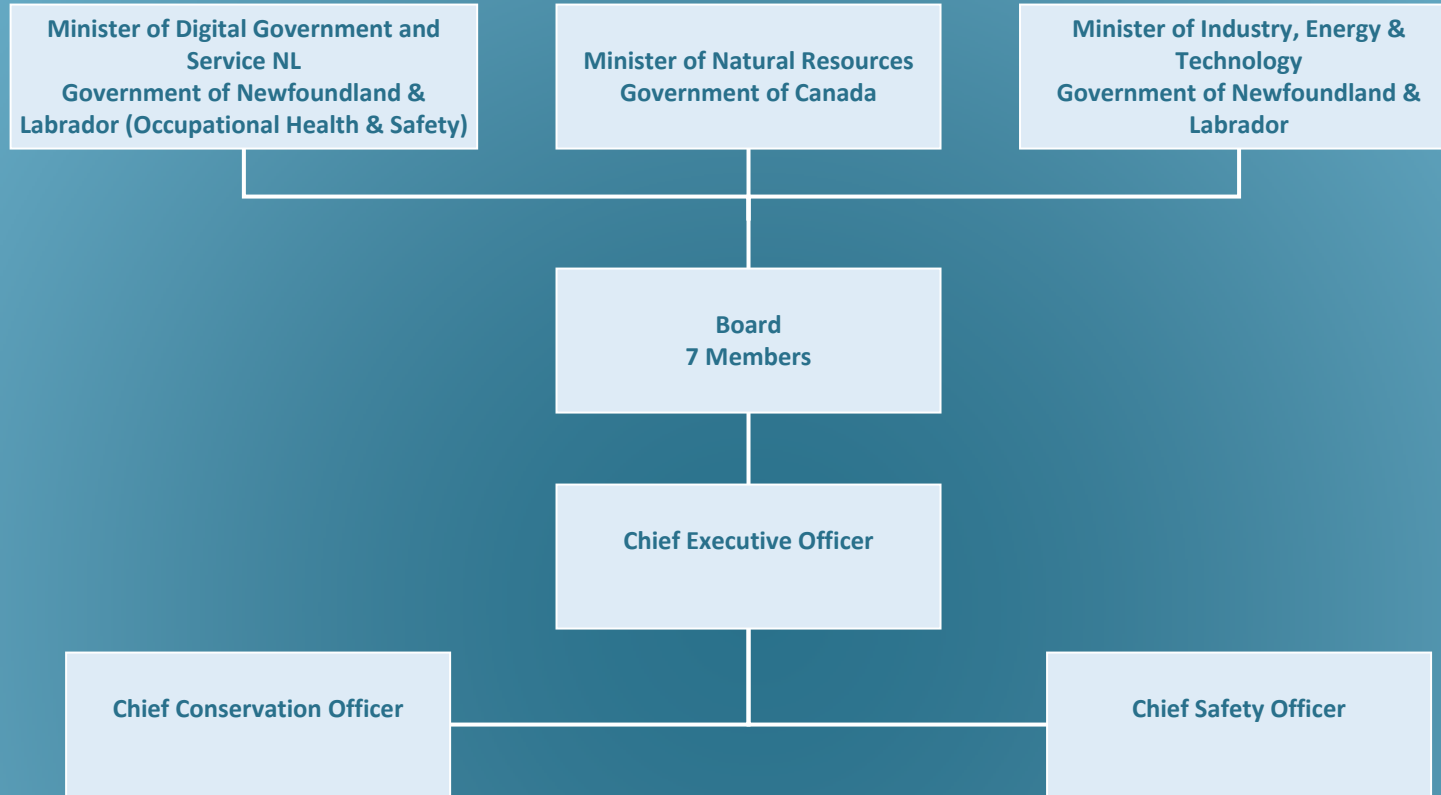 Minister of Digital Government and
Service NL
Government of Newfoundland &
Labrador (Occupational Health & Safety)
Minister of Natural Resources
Government of Canada
Minister of Industry, Energy &
Technology
Government of Newfoundland &
Labrador
Board
7 Members
Chief Executive Officer
Chief Conservation Officer
Chief Safety Officer